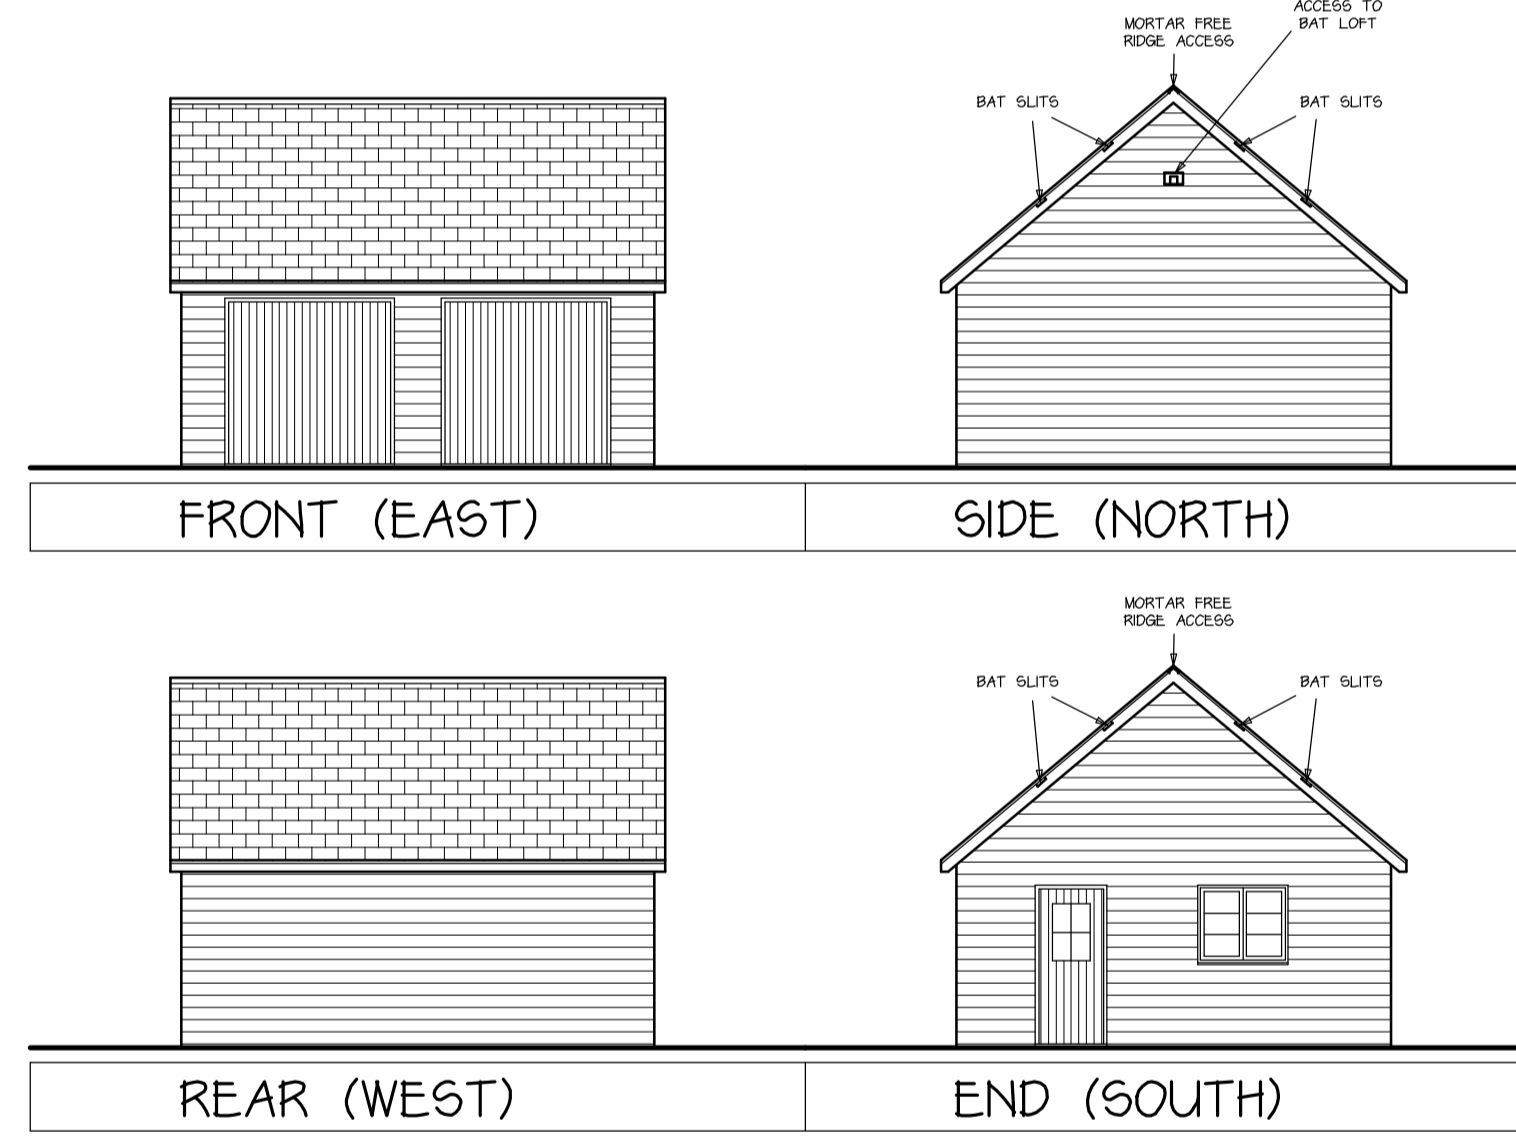 ACCESS TO
BAT LOFT
MORTAR FREE
RIDGE ACCESS
BAT SLITS
BAT SLITS
FRONT (EAST)
SIDE (NORTH)
MORTAR FREE
RIDGE ACCESS
BAT SLITS
BAT SLITS
REAR (WEST)
END (SOUTH)